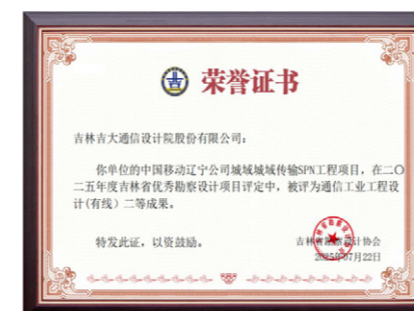 荣誉证书
吉林吉大通信设计院股份有限公司：
你单位的中国移动辽宁公司城域城域传输SPN工程项目，在二〇
二五年度吉林省优秀勘察设计项目评定中，被评为通信工业工程设
计(有线) 二等成果。
特发此证，以资鼓励。
吉林省勘察设计协会
2025年07月22日